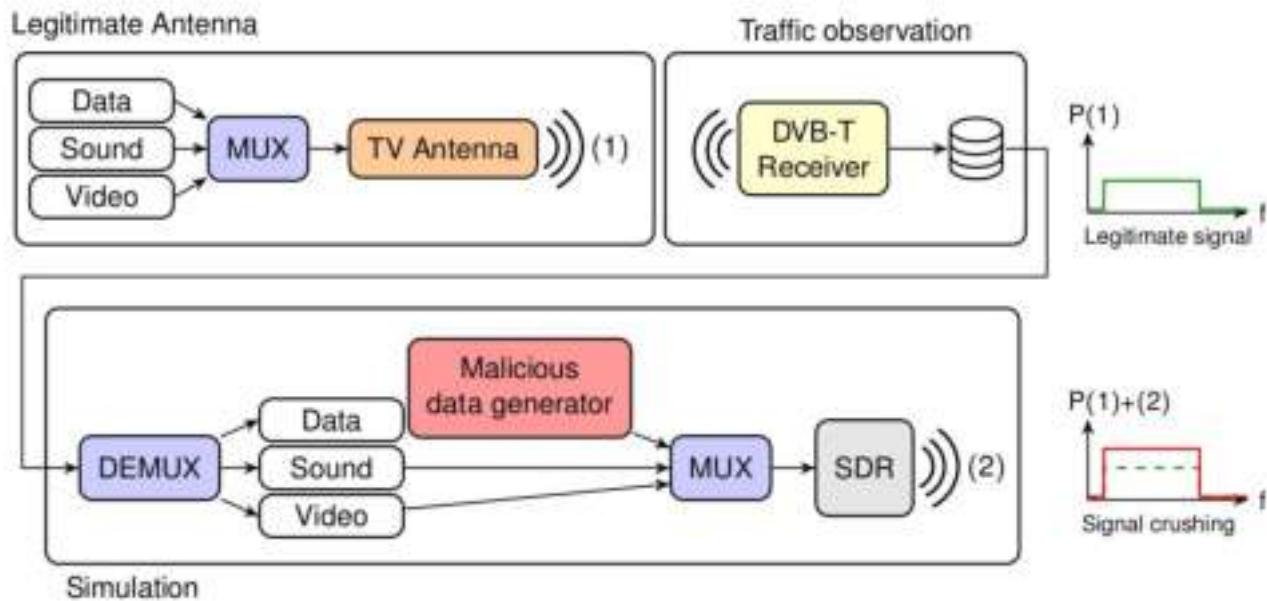 Legitimate Antenna
Traffic observation
Data
Sound
Video
MUX
TV Antenna
(1)
DVB-T
Receiver
P(1)
f
Legitimate signal
Malicious
data generator
Data
Sound
Video
DEMUX
MUX
SDR
(2)
P(1)+(2)
f
Signal crushing
Simulation